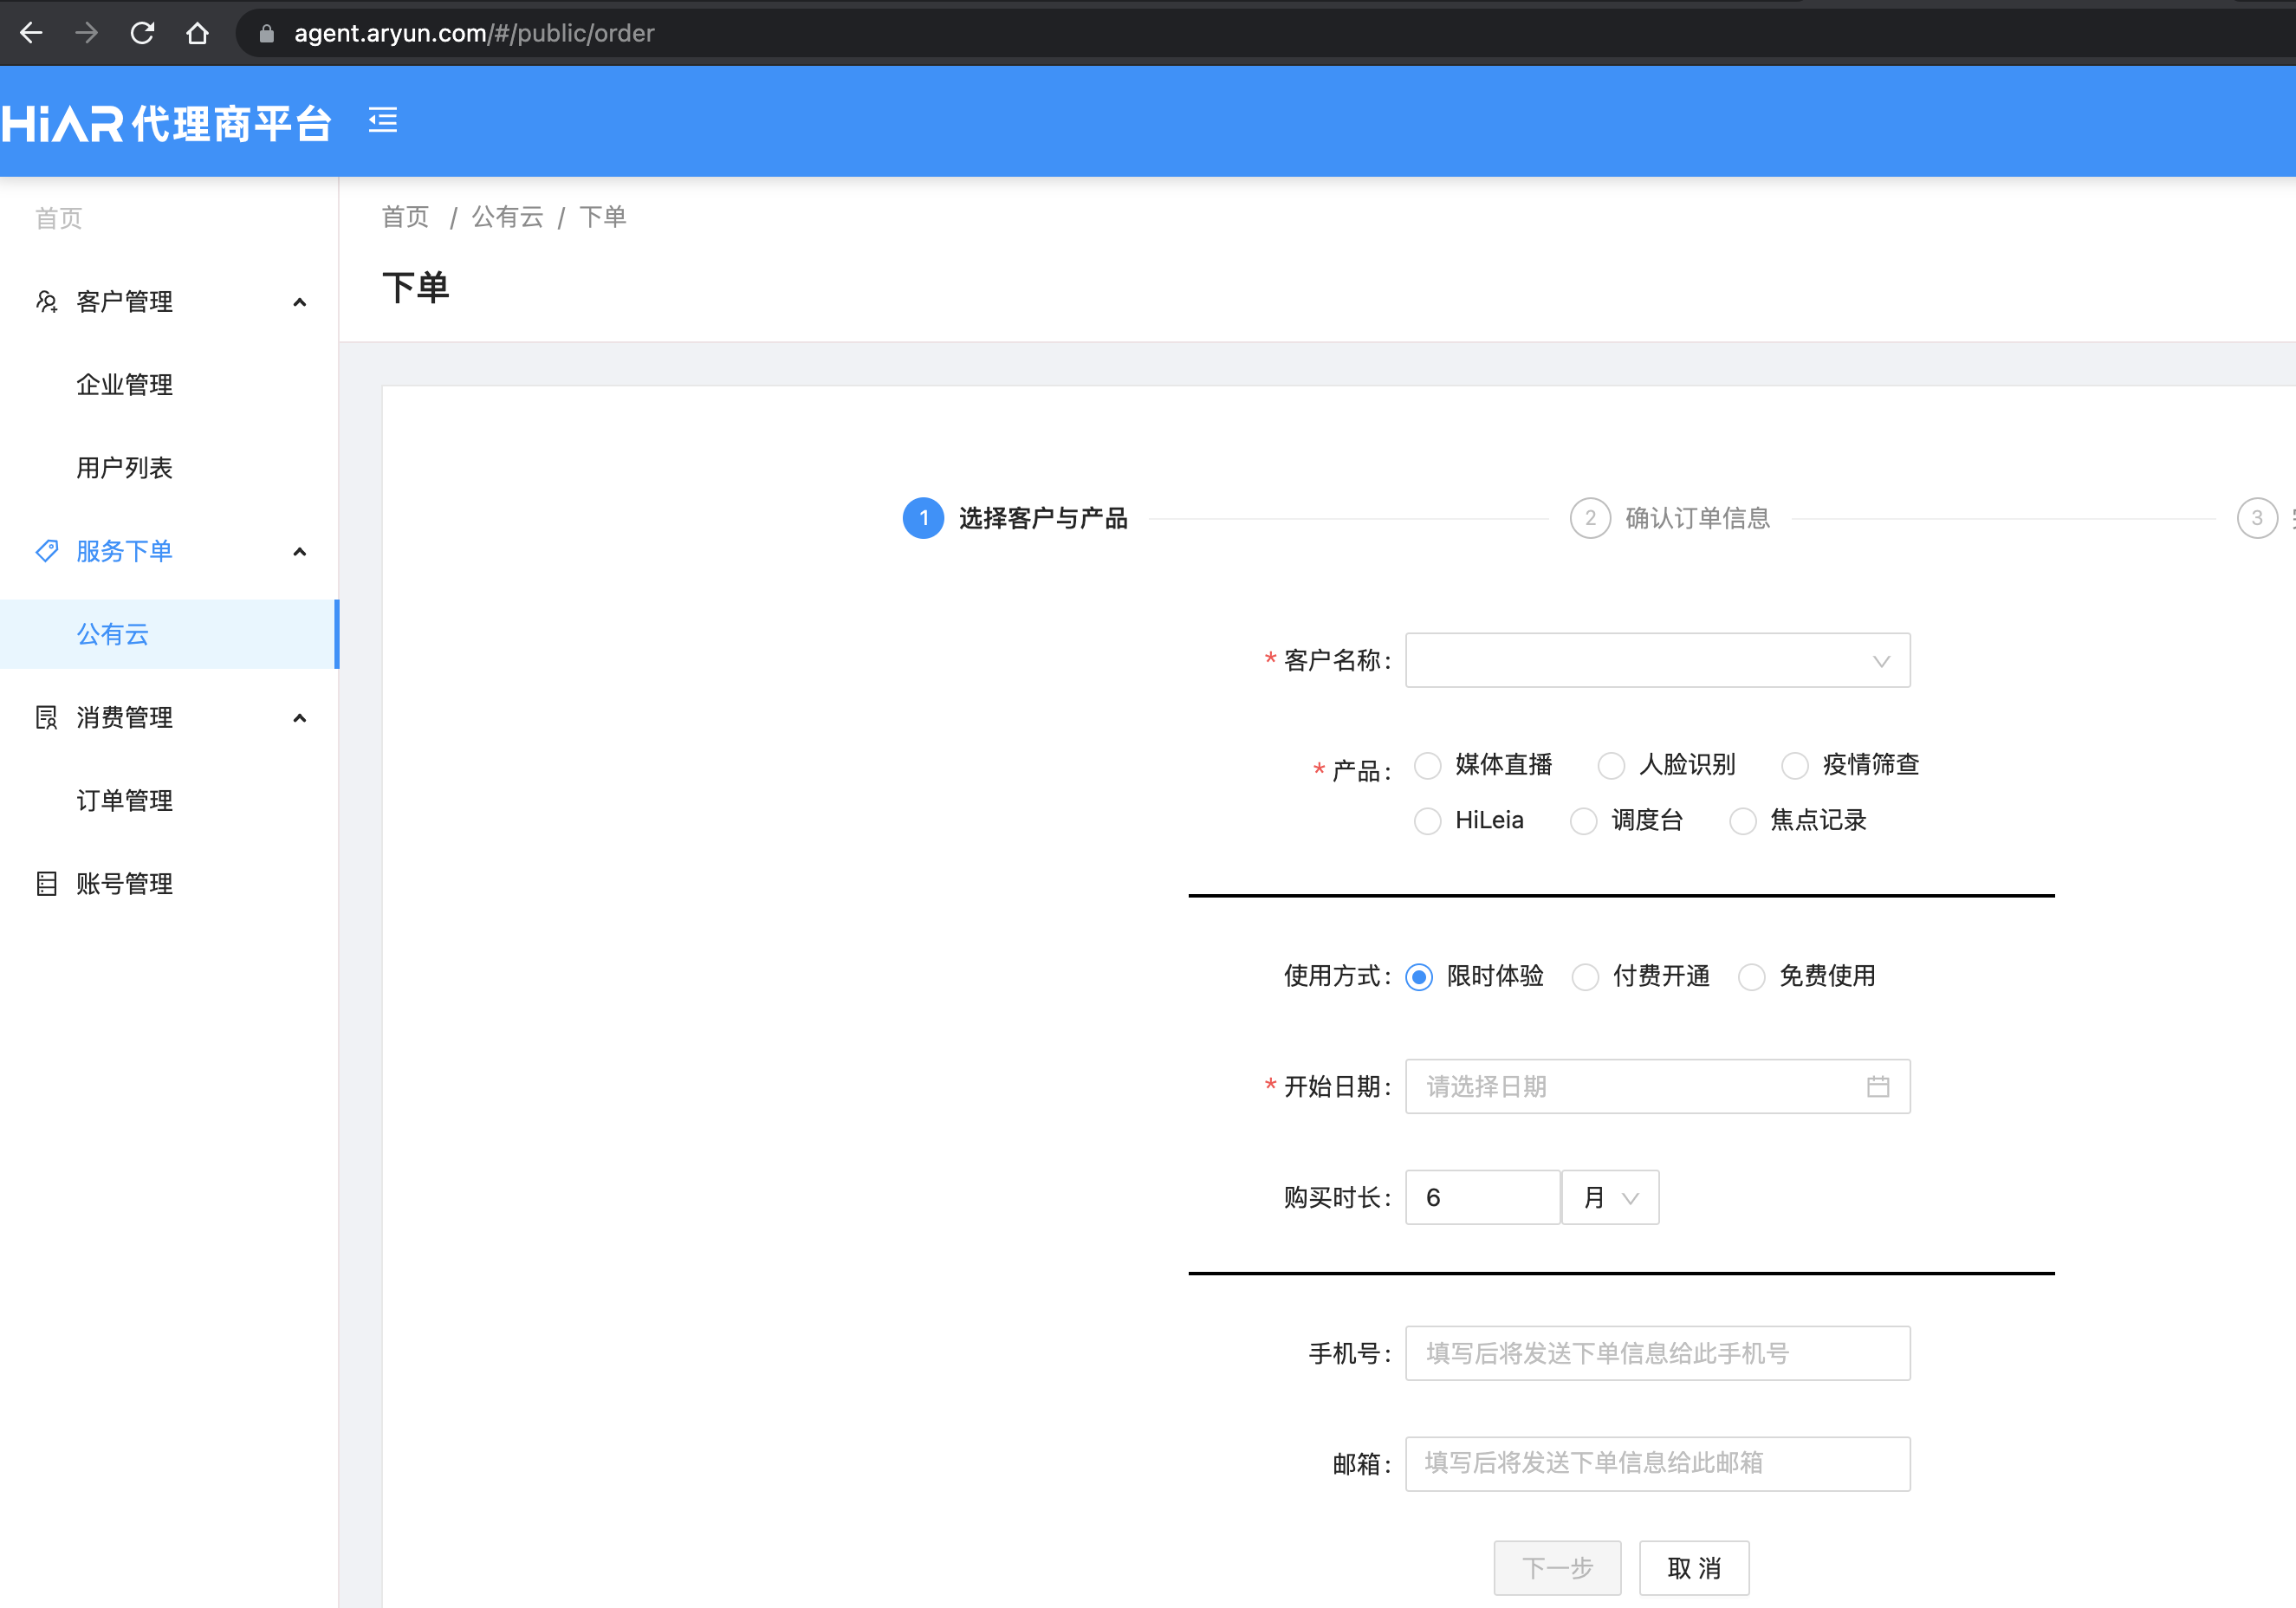 agent.aryun.com/#/public/order
HiAR 代理商平台
首页
客户管理
企业管理
用户列表
服务下单
公有云
消费管理
订单管理
账号管理
首页 / 公有云 / 下单
下单
1 选择客户与产品
2 确认订单信息
3
* 客户名称:
* 产品: 媒体直播 人脸识别 疫情筛查
HiLeia 调度台 焦点记录
使用方式: 限时体验 付费开通 免费使用
* 开始日期: 请选择日期
购买时长: 6 月
手机号: 填写后将发送下单信息给此手机号
邮箱: 填写后将发送下单信息给此邮箱
下一步 取 消